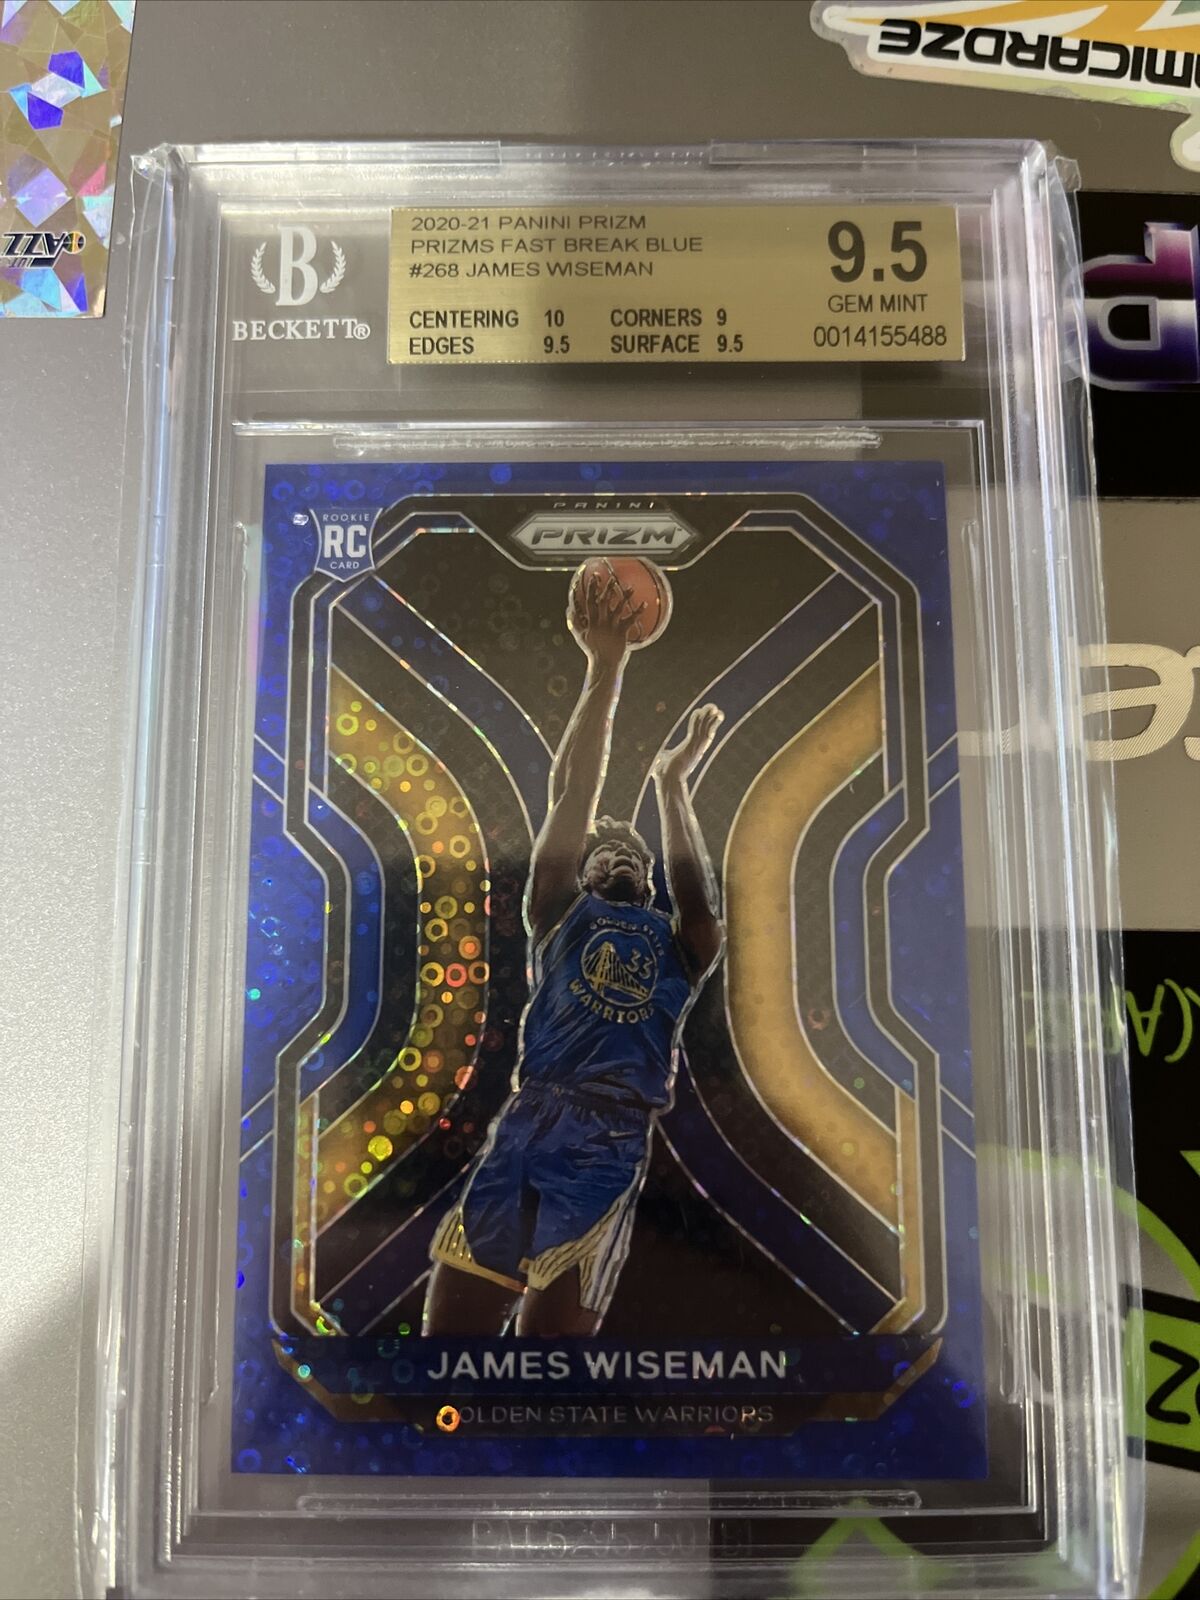 MICARDZE
JAZZ
B
BECKETT®
2020-21 PANINI PRIZM
PRIZMS FAST BREAK BLUE
#268 JAMES WISEMAN
CENTERING 10 CORNERS 9
EDGES 9.5 SURFACE 9.5
9.5
GEM MINT
0014155488
ROOKIE
RC
CARD
PANINI
PRIZM
GOLDEN STATE
33
WARRIORS
JAMES WISEMAN
GOLDEN STATE WARRIORS